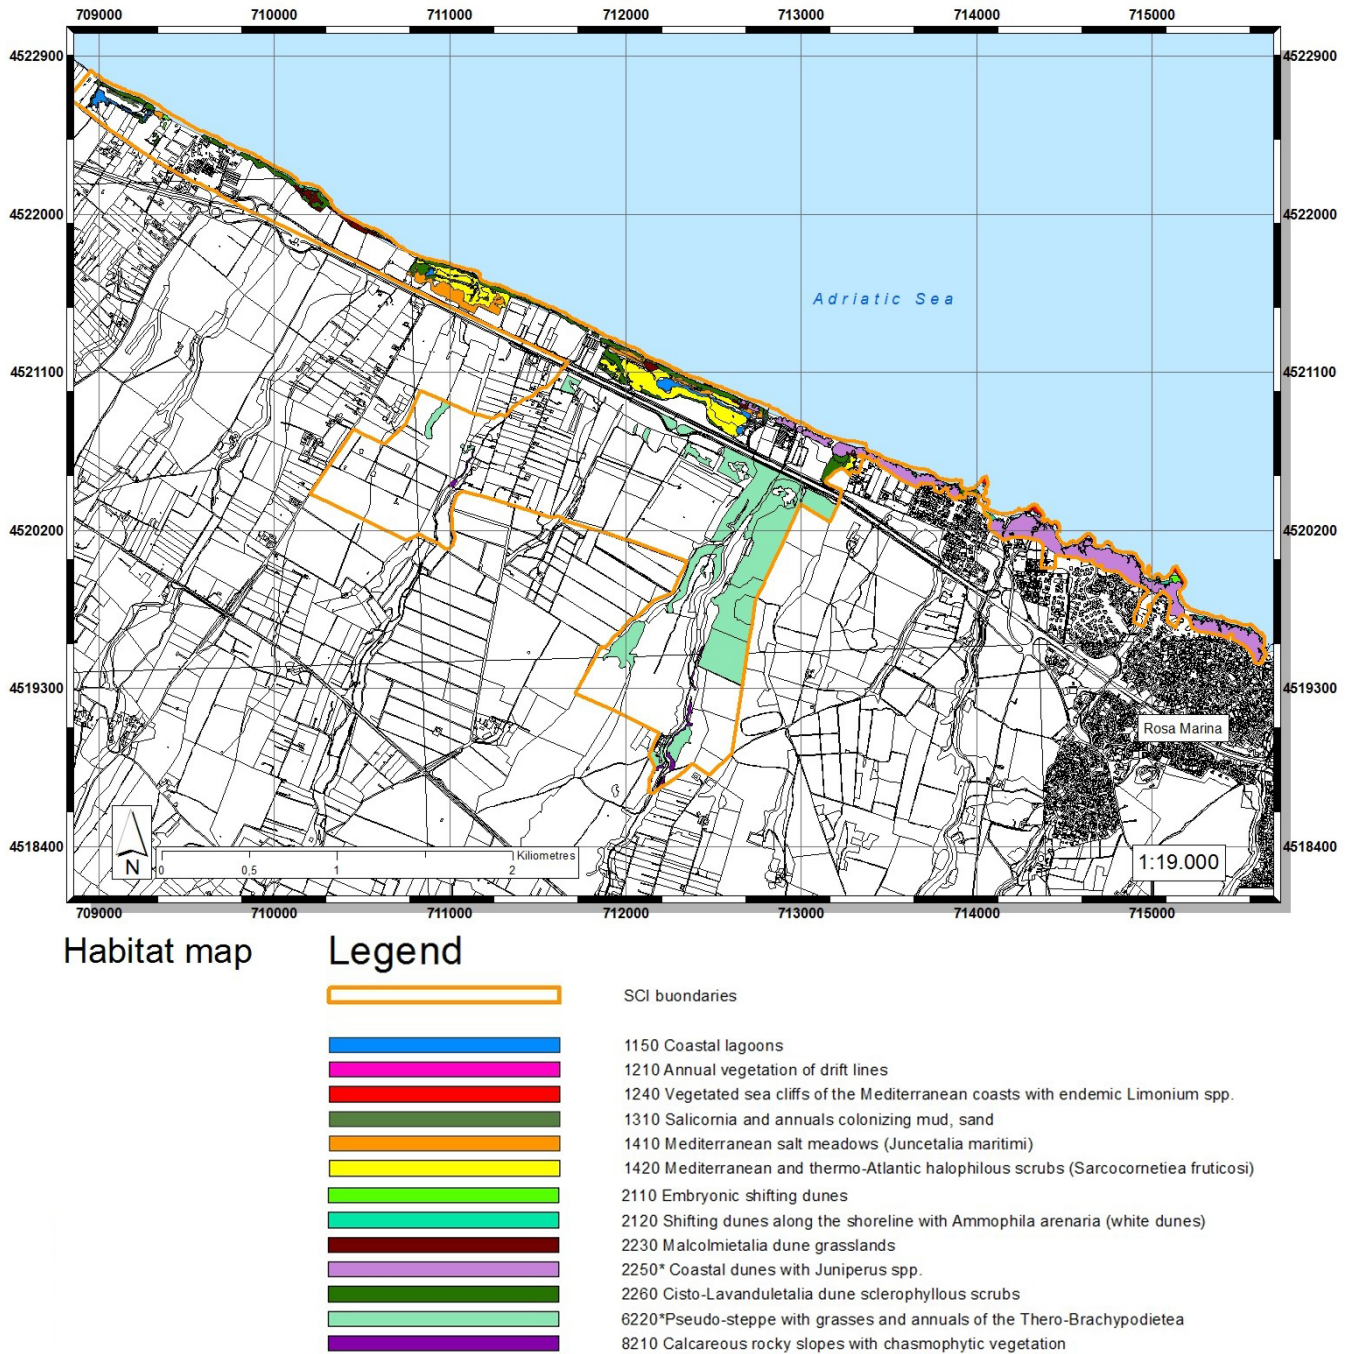 709000 710000 711000 712000 713000 714000 715000
4522900 4522900
4522000 4522000
Adriatic Sea
4521100 4521100
4520200 4520200
4519300 4519300
Rosa Marina
4518400 4518400
N
0 0,5 1 2 Kilometres
1:19.000
709000 710000 711000 712000 713000 714000 715000
Habitat map
Legend
SCI buondaries
1150 Coastal lagoons
1210 Annual vegetation of drift lines
1240 Vegetated sea cliffs of the Mediterranean coasts with endemic Limonium spp.
1310 Salicornia and annuals colonizing mud, sand
1410 Mediterranean salt meadows (Juncetalia maritimi)
1420 Mediterranean and thermo-Atlantic halophilous scrubs (Sarcocornetiea fruticosi)
2110 Embryonic shifting dunes
2120 Shifting dunes along the shoreline with Ammophila arenaria (white dunes)
2230 Malcolmietalia dune grasslands
2250* Coastal dunes with Juniperus spp.
2260 Cisto-Lavanduletalia dune sclerophyllous scrubs
6220*Pseudo-steppe with grasses and annuals of the Thero-Brachypodietea
8210 Calcareous rocky slopes with chasmophytic vegetation